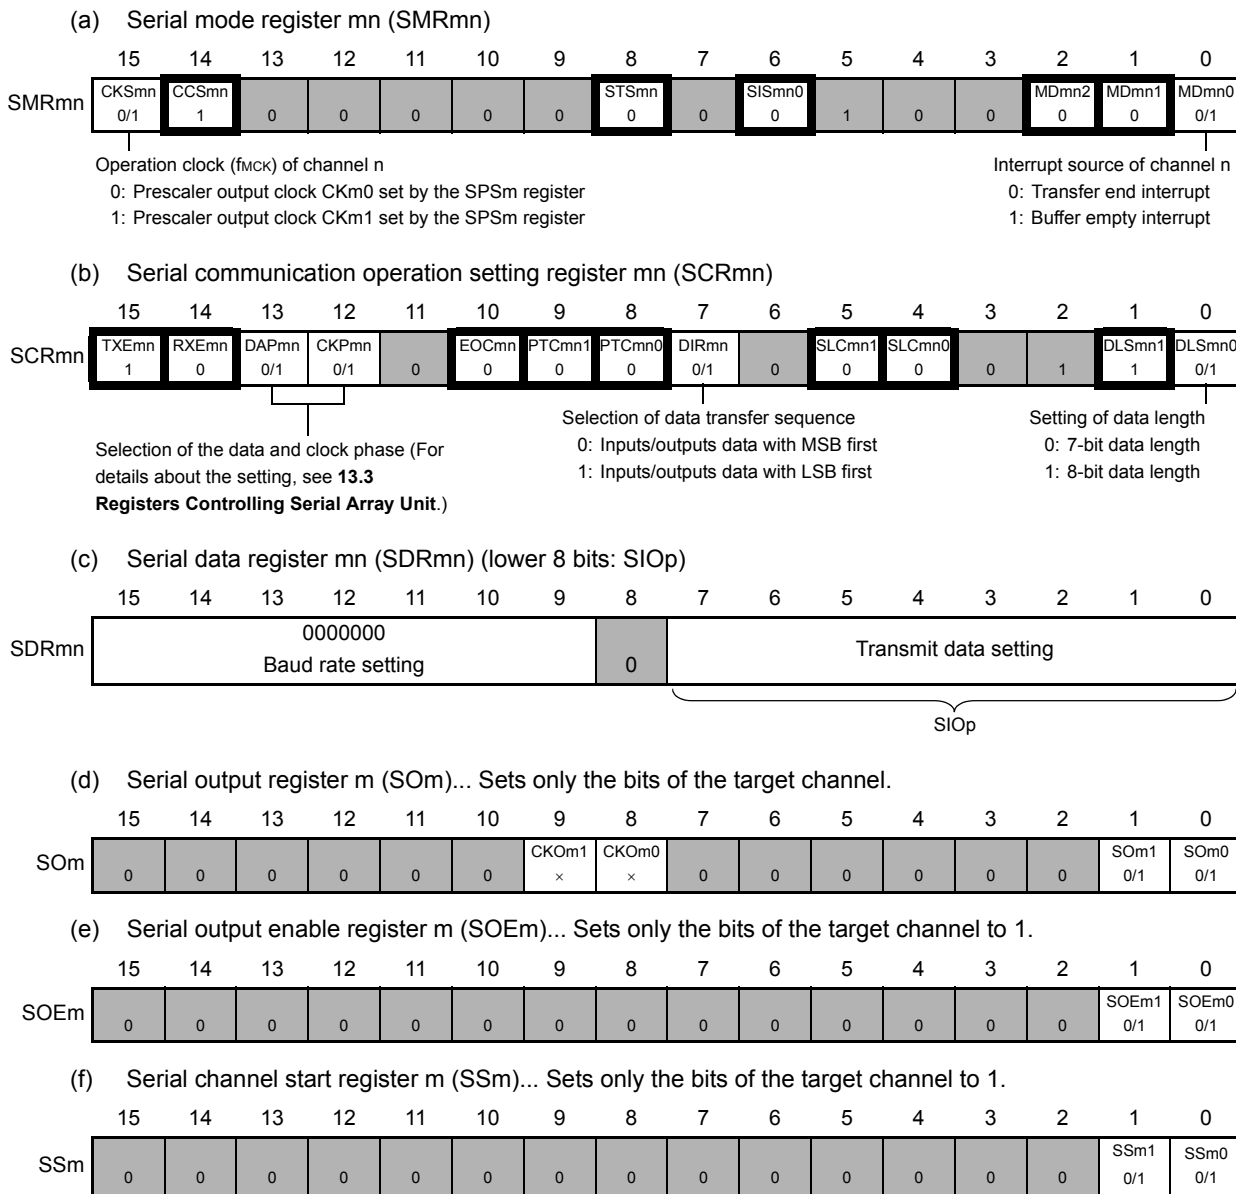 (a) Serial mode register mn (SMRmn)
15 14 13 12 11 10 9 8 7 6 5 4 3 2 1 0
SMRmn
CKSmn CCSmn STSmn SISmn0 MDmn2 MDmn1 MDmn0
0/1 1 0 0 0 0 0 0 0 0 1 0 0 0 0 0/1
Operation clock (fMCK) of channel n
0: Prescaler output clock CKm0 set by the SPSm register
1: Prescaler output clock CKm1 set by the SPSm register
Interrupt source of channel n
0: Transfer end interrupt
1: Buffer empty interrupt
(b) Serial communication operation setting register mn (SCRmn)
15 14 13 12 11 10 9 8 7 6 5 4 3 2 1 0
SCRmn
TXEmn RXEmn DAPmn CKPmn EOCmn PTCmn1 PTCmn0 DIRmn SLCmn1 SLCmn0 DLSmn1 DLSmn0
1 0 0/1 0/1 0 0 0 0 0/1 0 0 0 0 1 1 0/1
Selection of the data and clock phase (For
details about the setting, see 13.3
Registers Controlling Serial Array Unit.)
Selection of data transfer sequence
0: Inputs/outputs data with MSB first
1: Inputs/outputs data with LSB first
Setting of data length
0: 7-bit data length
1: 8-bit data length
(c) Serial data register mn (SDRmn) (lower 8 bits: SIOp)
15 14 13 12 11 10 9 8 7 6 5 4 3 2 1 0
SDRmn
0000000
Baud rate setting
0
Transmit data setting
SIOp
(d) Serial output register m (SOm)... Sets only the bits of the target channel.
15 14 13 12 11 10 9 8 7 6 5 4 3 2 1 0
SOm
CKOm1 CKOm0 SOm1 SOm0
0 0 0 0 0 0 × × 0 0 0 0 0 0 0/1 0/1
(e) Serial output enable register m (SOEm)... Sets only the bits of the target channel to 1.
15 14 13 12 11 10 9 8 7 6 5 4 3 2 1 0
SOEm
SOEm1 SOEm0
0 0 0 0 0 0 0 0 0 0 0 0 0 0 0/1 0/1
(f) Serial channel start register m (SSm)... Sets only the bits of the target channel to 1.
15 14 13 12 11 10 9 8 7 6 5 4 3 2 1 0
SSm
SSm1 SSm0
0 0 0 0 0 0 0 0 0 0 0 0 0 0 0/1 0/1